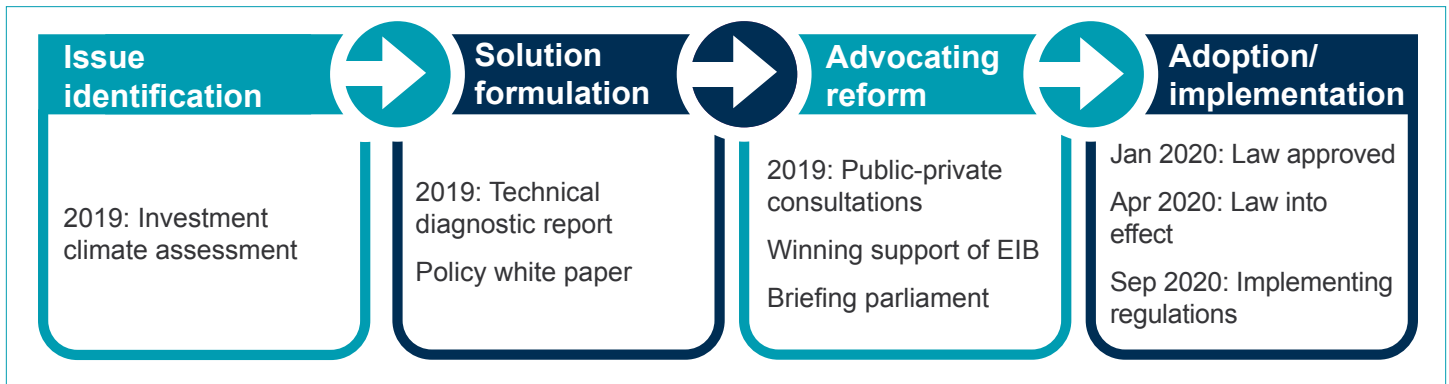 Issue
identification
2019: Investment
climate assessment
Solution
formulation
2019: Technical
diagnostic report
Policy white paper
Advocating
reform
2019: Public-private
consultations
Winning support of EIB
Briefing parliament
Adoption/
implementation
Jan 2020: Law approved
Apr 2020: Law into
effect
Sep 2020: Implementing
regulations